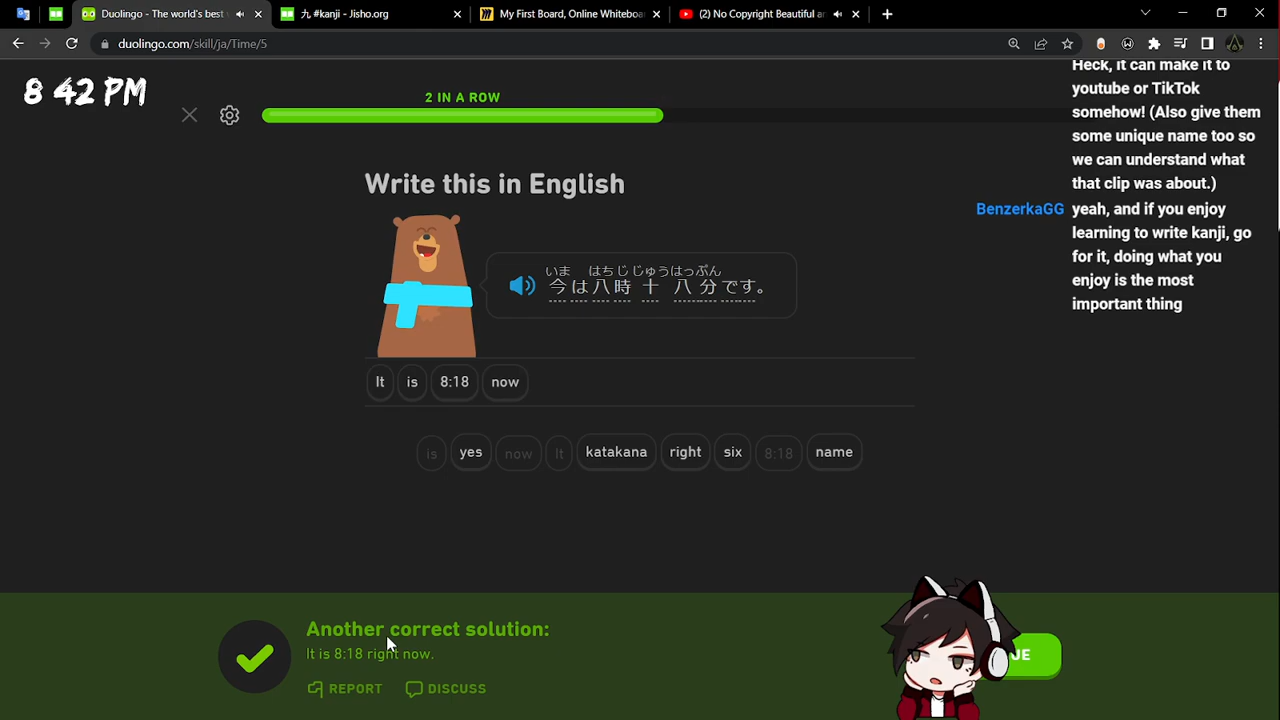 Duolingo - The world's best
九 #kanji - Jisho.org
My First Board, Online Whiteboa
(2) No Copyright Beautiful a
duolingo.com/skill/ja/Time/5
8 42 PM
2 IN A ROW
Write this in English
いま はちじじゅうはっぷん
今は八時十八分です。
It is 8:18 now
is yes now It katakana right six 8:18 name
Another correct solution:
It is 8:18 right now.
REPORT DISCUSS
UE
Heck, it can make it to
youtube or TikTok
somehow! (Also give them
some unique name too so
we can understand what
that clip was about.)
BenzerkaGG yeah, and if you enjoy
learning to write kanji, go
for it, doing what you
enjoy is the most
important thing